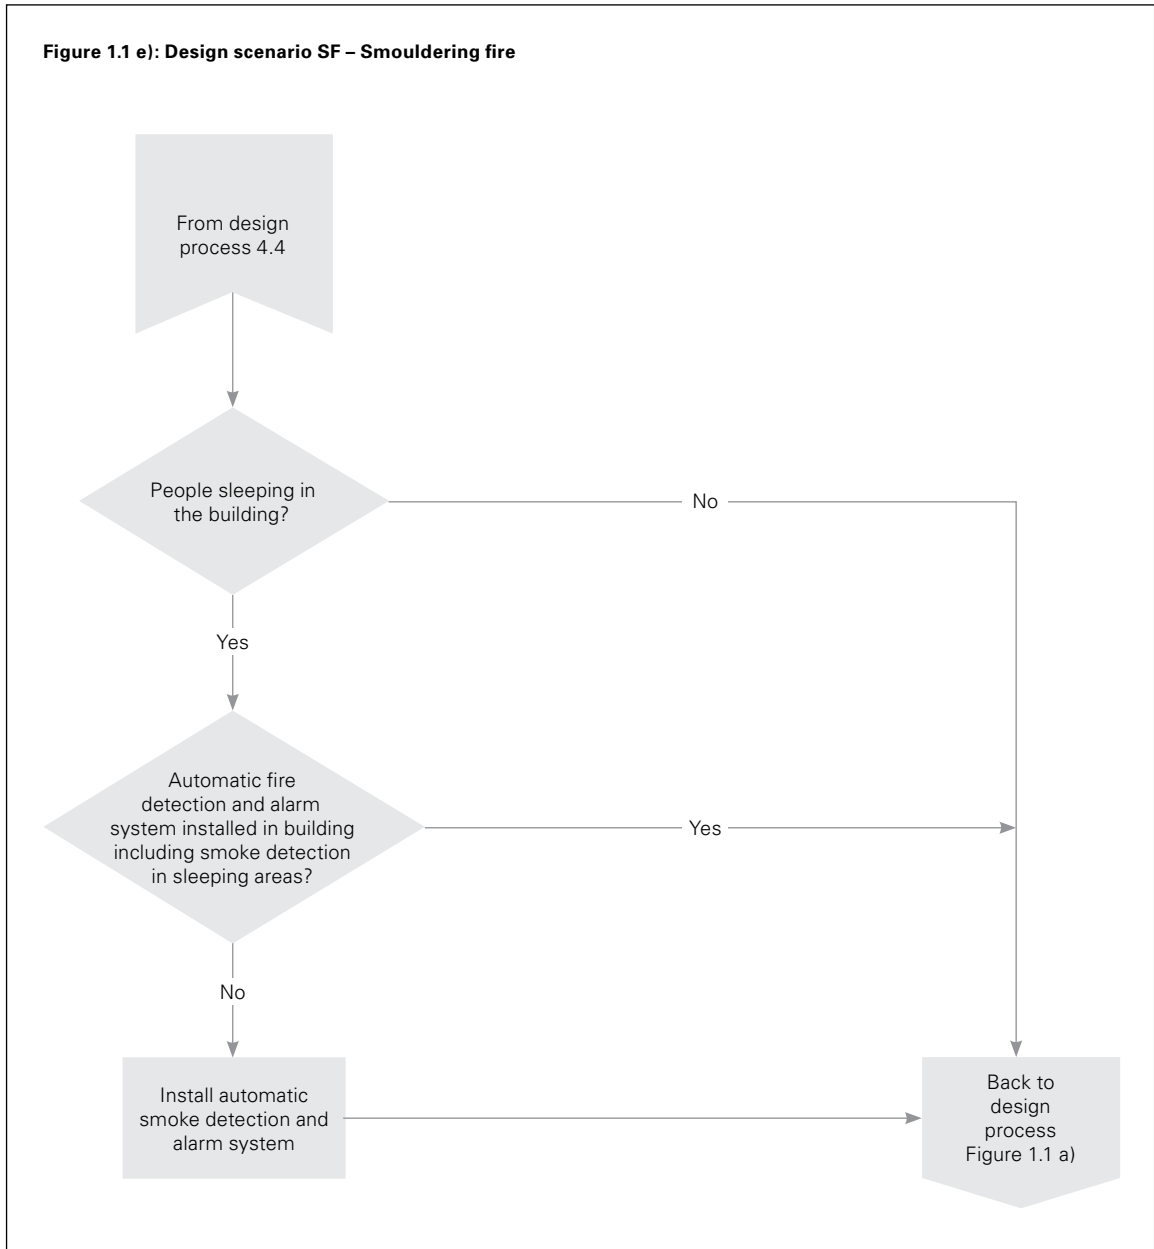 Figure 1.1 e): Design scenario SF – Smouldering fire
From design
process 4.4
People sleeping in
the building?
No
Yes
Automatic fire
detection and alarm
system installed in building
including smoke detection
in sleeping areas?
Yes
No
Install automatic
smoke detection and
alarm system
Back to
design
process
Figure 1.1 a)